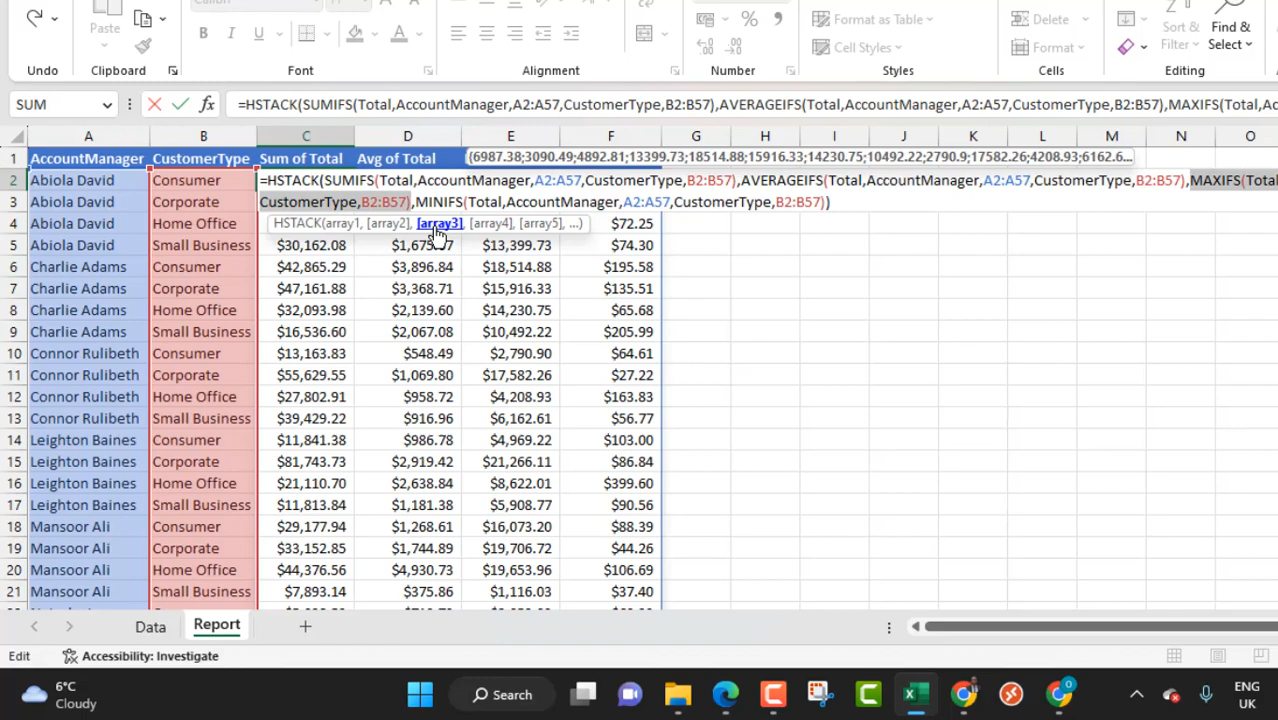 Calibri
Paste
Format as Table
Delete
Cell Styles
Format
Sort &
Filter
Find &
Select
Undo
Clipboard
Font
Alignment
Number
Styles
Cells
Editing
SUM
fx
=HSTACK(SUMIFS(Total,AccountManager,A2:A57,CustomerType,B2:B57),AVERAGEIFS(Total,AccountManager,A2:A57,CustomerType,B2:B57),MAXIFS(Total,Ac
A B C D E F G H I J K L M N O
1 AccountManager CustomerType Sum of Total Avg of Total {6987.38;3090.49;4892.81;13399.73;18514.88;15916.33;14230.75;10492.22;2790.9;17582.26;4208.93;6162.6...
2 Abiola David Consumer =HSTACK(SUMIFS(Total,AccountManager,A2:A57,CustomerType,B2:B57),AVERAGEIFS(Total,AccountManager,A2:A57,CustomerType,B2:B57),MAXIFS(Total
3 Abiola David Corporate CustomerType,B2:B57),MINIFS(Total,AccountManager,A2:A57,CustomerType,B2:B57))
4 Abiola David Home Office HSTACK(array1, [array2], [array3], [array4], [array5], ...) $72.25
5 Abiola David Small Business $30,162.08 $13,399.73 $74.30
6 Charlie Adams Consumer $42,865.29 $3,896.84 $18,514.88 $195.58
7 Charlie Adams Corporate $47,161.88 $3,368.71 $15,916.33 $135.51
8 Charlie Adams Home Office $32,093.98 $2,139.60 $14,230.75 $65.68
9 Charlie Adams Small Business $16,536.60 $2,067.08 $10,492.22 $205.99
10 Connor Rulibeth Consumer $13,163.83 $548.49 $2,790.90 $64.61
11 Connor Rulibeth Corporate $55,629.55 $1,069.80 $17,582.26 $27.22
12 Connor Rulibeth Home Office $27,802.91 $958.72 $4,208.93 $163.83
13 Connor Rulibeth Small Business $39,429.22 $916.96 $6,162.61 $56.77
14 Leighton Baines Consumer $11,841.38 $986.78 $4,969.22 $103.00
15 Leighton Baines Corporate $81,743.73 $2,919.42 $21,266.11 $86.84
16 Leighton Baines Home Office $21,110.70 $2,638.84 $8,622.01 $399.60
17 Leighton Baines Small Business $11,813.84 $1,181.38 $5,908.77 $90.56
18 Mansoor Ali Consumer $29,177.94 $1,268.61 $16,073.20 $88.39
19 Mansoor Ali Corporate $33,152.85 $1,744.89 $19,706.72 $44.26
20 Mansoor Ali Home Office $44,376.56 $4,930.73 $19,653.96 $106.69
21 Mansoor Ali Small Business $7,893.14 $375.86 $1,116.03 $37.40
Data Report
Edit Accessibility: Investigate
6°C
Cloudy
Search
ENG
UK